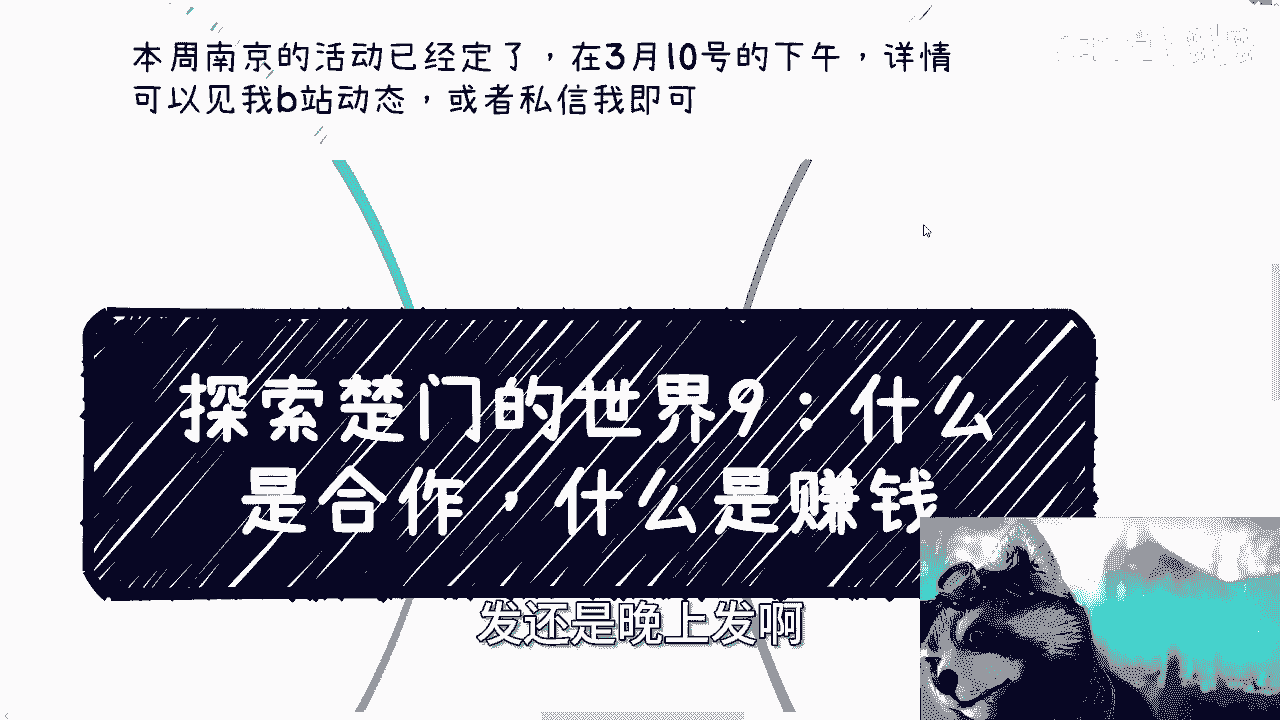 本周南京的活动已经定了，在3月10号的下午，详情
可以见我b站动态，或者私信我即可
探索楚门的世界9：什么
是合作，什么是赚钱
发还是晚上发啊